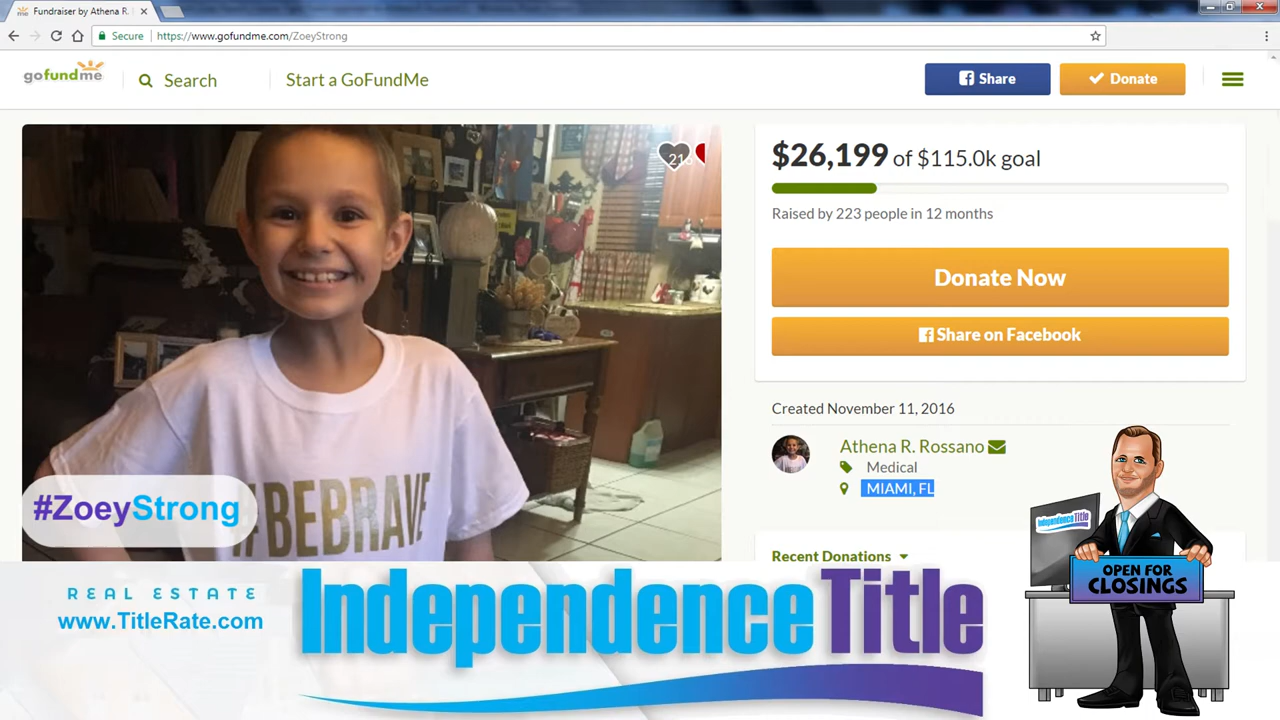 Fundraiser by Athena R.
Secure
https://www.gofundme.com/ZoeyStrong
gofundme
Search
Start a GoFundMe
Share
Donate
$26,199 of $115.0k goal
Raised by 223 people in 12 months
Donate Now
Share on Facebook
Created November 11, 2016
Athena R. Rossano
Medical
MIAMI, FL
Recent Donations
#BEBRAVE
#ZoeyStrong
REAL ESTATE
www.TitleRate.com
IndependenceTitle
IndependenceTitle
OPEN FOR
CLOSINGS